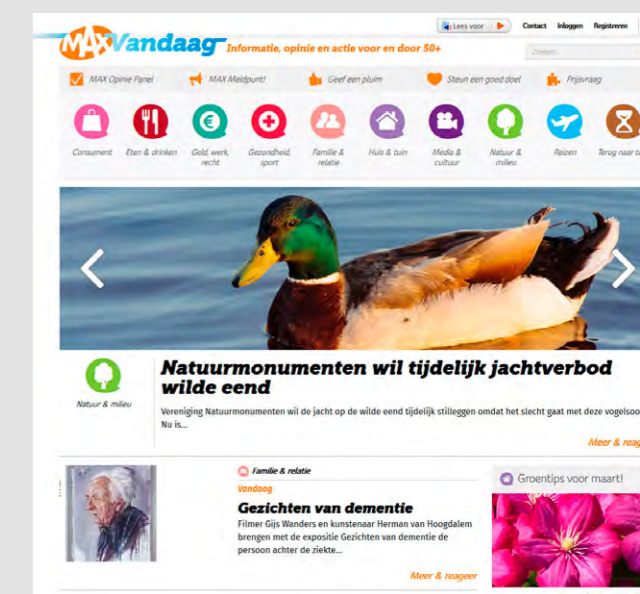 Lees voor
Contact Inloggen Registreren
MAXVandaag
Informatie, opinie en actie voor en door 50+
Zoeken...
MAX Opinie Panel MAX Meldpunt! Geef een pluim Steun een goed doel Prijsvraag
Consument Eten & drinken Geld, werk, recht Gezondheid, sport Familie & relatie Huis & tuin Media & cultuur Natuur & milieu Reizen Terug naar
Natuur & milieu
Natuurmonumenten wil tijdelijk jachtverbod
wilde eend
Vereniging Natuurmonumenten wil de jacht op de wilde eend tijdelijk stilleggen omdat het slecht gaat met deze vogelsoo
Nu is...
Meer & reag
Familie & relatie
Vandaag
Gezichten van dementie
Filmer Gijs Wanders en kunstenaar Herman van Hoogdalem
brengen met de expositie Gezichten van dementie de
persoon achter de ziekte...
Meer & reageer
Groentips voor maart!